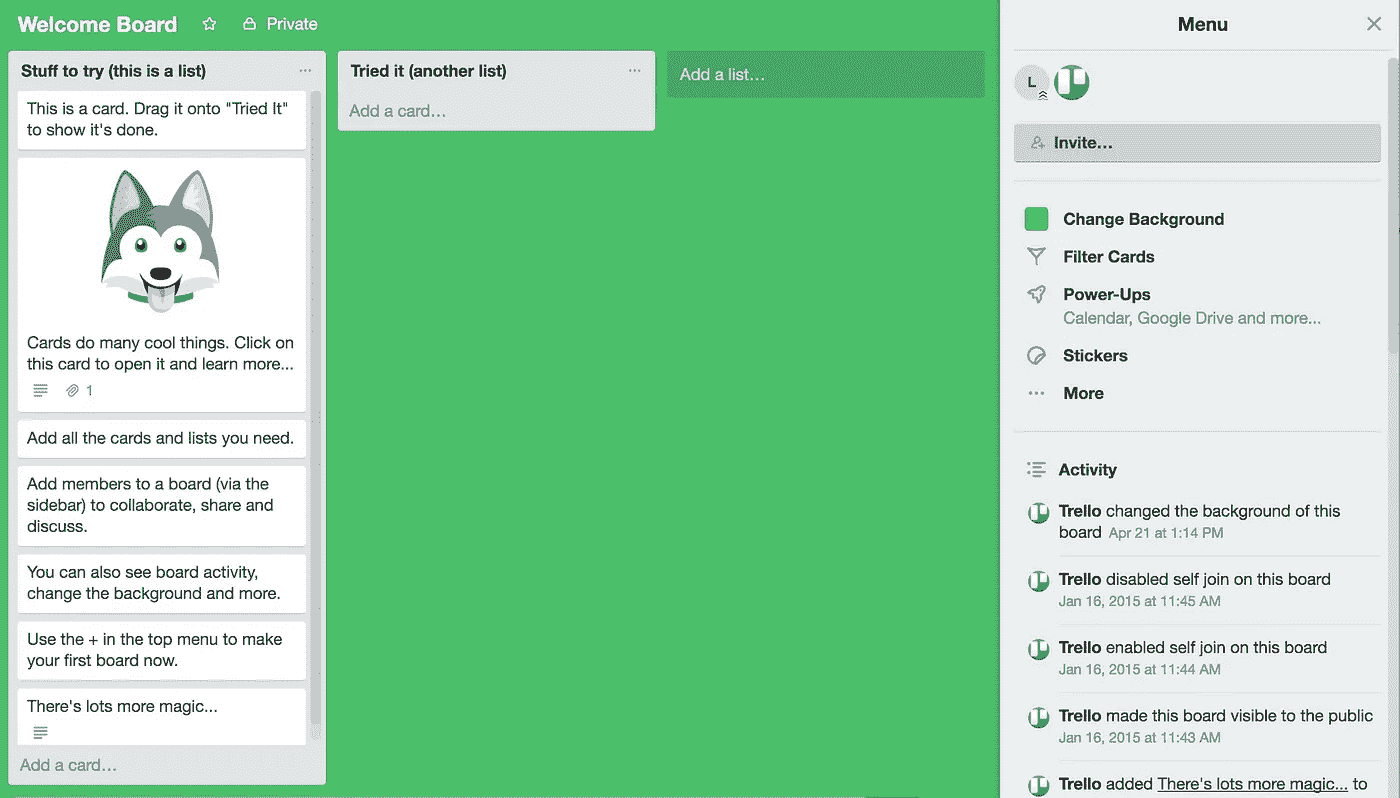 Welcome Board
Private
Stuff to try (this is a list)
This is a card. Drag it onto "Tried It"
to show it's done.
Cards do many cool things. Click on
this card to open it and learn more...
1
Add all the cards and lists you need.
Add members to a board (via the
sidebar) to collaborate, share and
discuss.
You can also see board activity,
change the background and more.
Use the + in the top menu to make
your first board now.
There's lots more magic...
Add a card…
Tried it (another list)
Add a card…
Add a list…
Menu
L
Invite…
Change Background
Filter Cards
Power-Ups
Calendar, Google Drive and more...
Stickers
More
Activity
Trello changed the background of this
board Apr 21 at 1:14 PM
Trello disabled self join on this board
Jan 16, 2015 at 11:45 AM
Trello enabled self join on this board
Jan 16, 2015 at 11:44 AM
Trello made this board visible to the public
Jan 16, 2015 at 11:43 AM
Trello added There's lots more magic... to